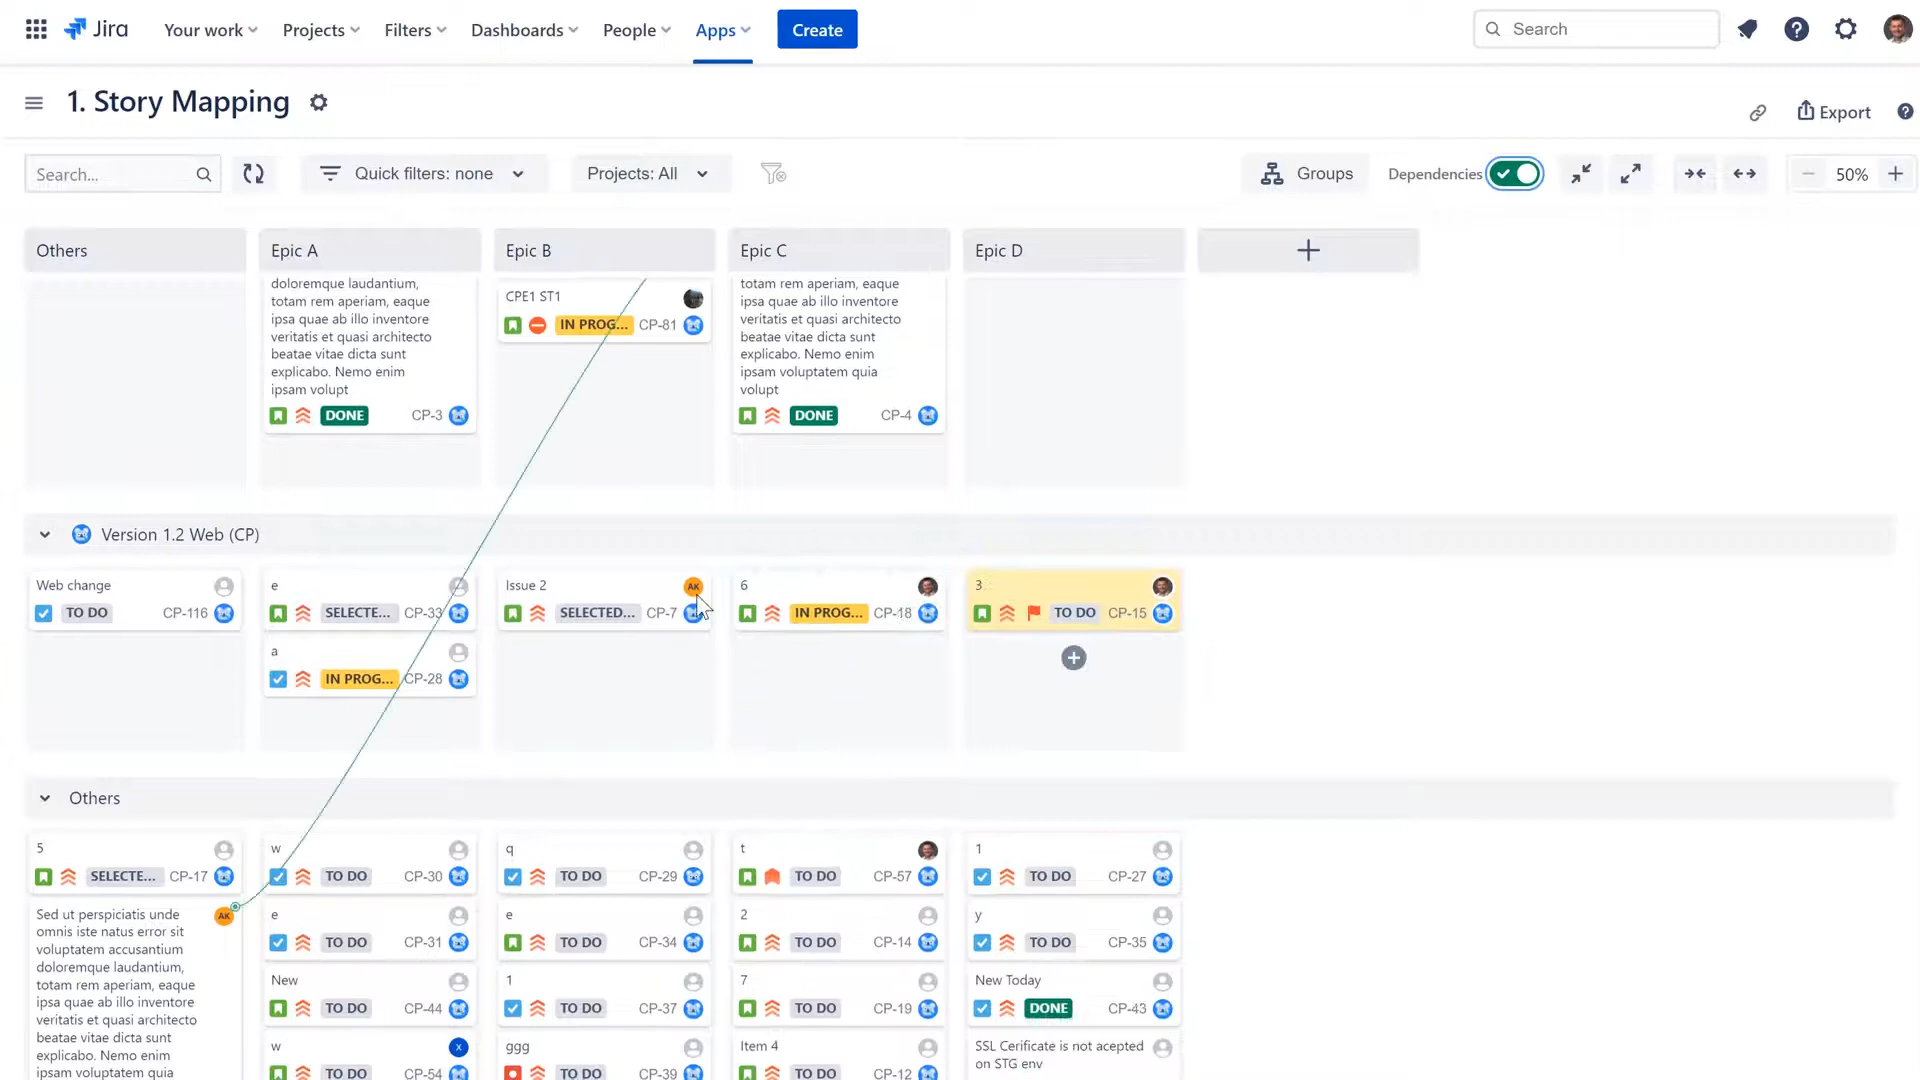 Jira
Your work
Projects
Filters
Dashboards
People
Apps
Create
Search
1. Story Mapping
Export
Search...
Quick filters: none
Projects: All
Groups
Dependencies
50%
Others
Epic A
Epic B
Epic C
Epic D
doloremque laudantium,
totam rem aperiam, eaque
ipsa quae ab illo inventore
veritatis et quasi architecto
beatae vitae dicta sunt
explicabo. Nemo enim
ipsam volupt
DONE CP-3
CPE1 ST1
IN PROG... CP-81
totam rem aperiam, eaque
ipsa quae ab illo inventore
veritatis et quasi architecto
beatae vitae dicta sunt
explicabo. Nemo enim
ipsam voluptatem quia
volupt
DONE CP-4
Version 1.2 Web (CP)
Web change
TO DO CP-116
e
SELECTE... CP-33
a
IN PROG... CP-28
Issue 2 AK
SELECTED... CP-7
6
IN PROG... CP-18
3
TO DO CP-15
Others
5
SELECTE... CP-17
Sed ut perspiciatis unde AK
omnis iste natus error sit
voluptatem accusantium
doloremque laudantium,
totam rem aperiam, eaque
ipsa quae ab illo inventore
veritatis et quasi architecto
beatae vitae dicta sunt
explicabo. Nemo enim
ipsam voluptatem quia
w
TO DO CP-30
e
TO DO CP-31
New
TO DO CP-44
w X
TO DO CP-54
q
TO DO CP-29
e
TO DO CP-34
1
TO DO CP-37
ggg
TO DO CP-39
t
TO DO CP-57
2
TO DO CP-14
7
TO DO CP-19
Item 4
TO DO CP-12
1
TO DO CP-27
y
TO DO CP-35
New Today
DONE CP-43
SSL Cerificate is not acepted
on STG env